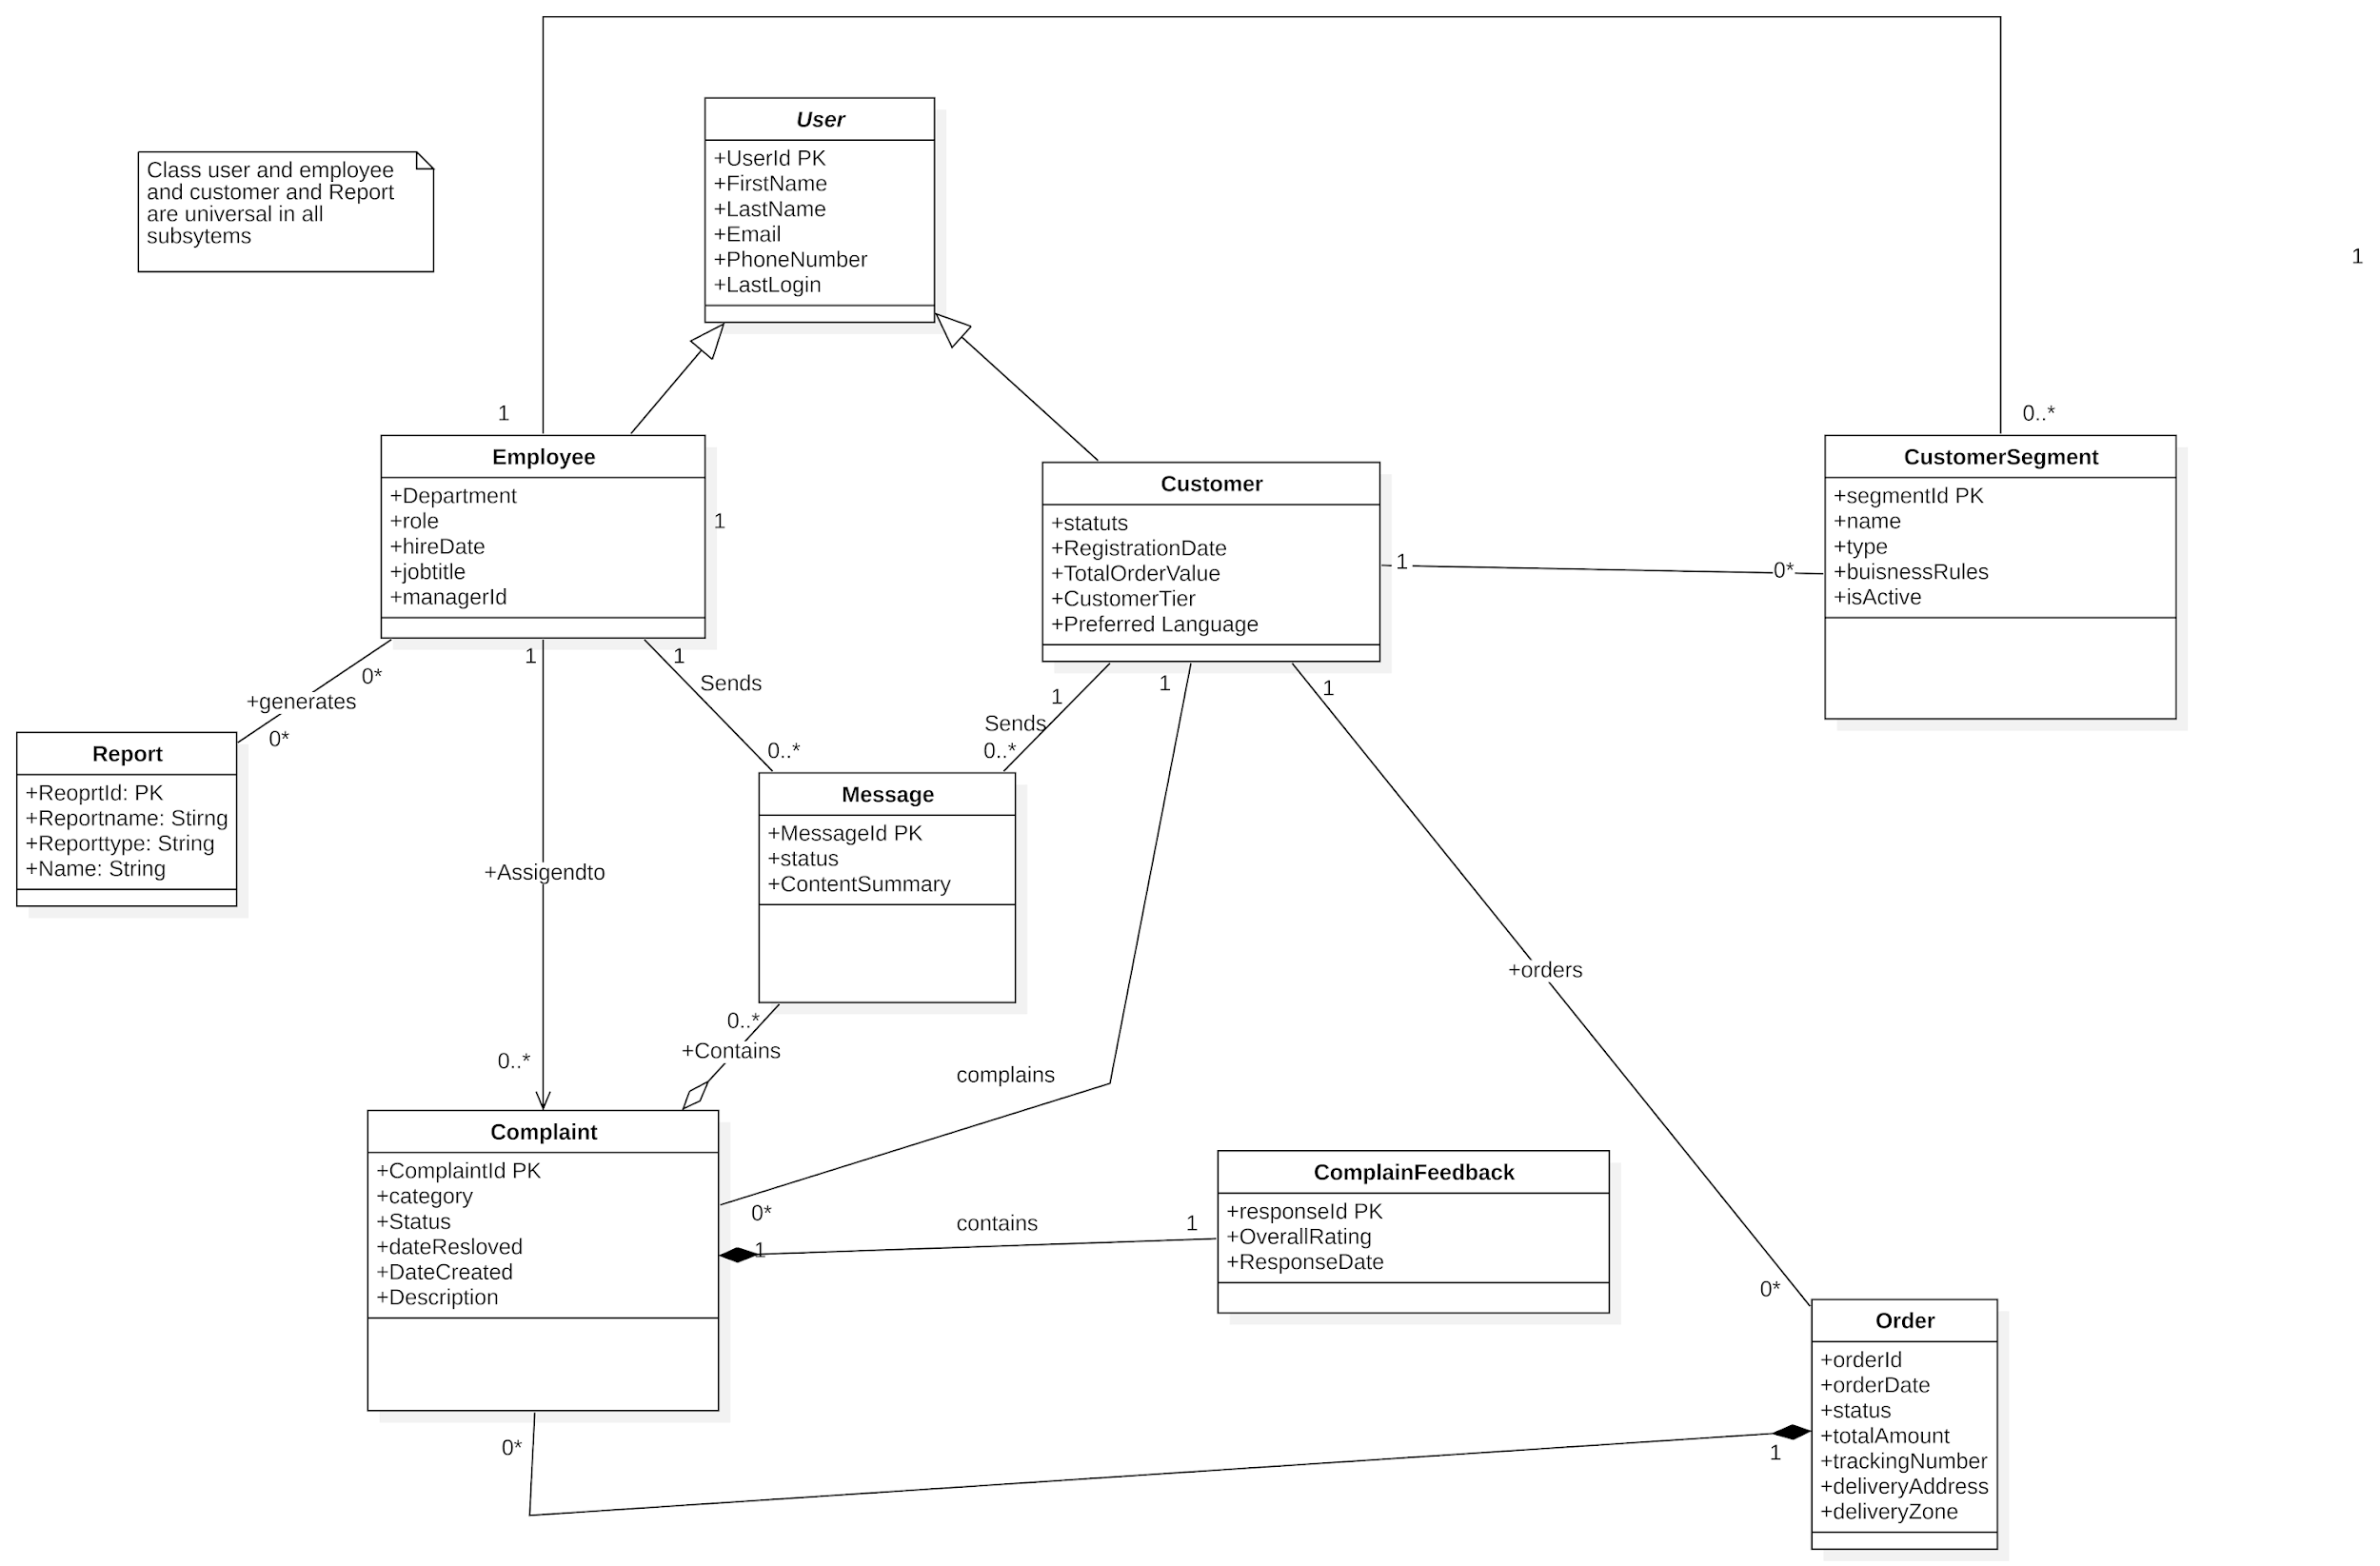 User
+UserId PK
+FirstName
+LastName
+Email
+PhoneNumber
+LastLogin
Class user and employee
and customer and Report
are universal in all
subsytems
1
1
0..*
Employee
+Department
+role
+hireDate
+jobtitle
+managerId
1
Customer
+statuts
+RegistrationDate
+TotalOrderValue
+CustomerTier
+Preferred Language
1
0*
CustomerSegment
+segmentId PK
+name
+type
+buisnessRules
+isActive
0*
+generates
0*
1
1
Sends
0..*
1
Sends
0..*
1
1
Report
+ReoprtId: PK
+Reportname: Stirng
+Reporttype: String
+Name: String
Message
+MessageId PK
+status
+ContentSummary
+Assigendto
+orders
0..*
+Contains
0..*
complains
Complaint
+ComplaintId PK
+category
+Status
+dateResloved
+DateCreated
+Description
0*
1
contains
1
ComplainFeedback
+responseId PK
+OverallRating
+ResponseDate
0*
Order
+orderId
+orderDate
+status
+totalAmount
+trackingNumber
+deliveryAddress
+deliveryZone
0*
1